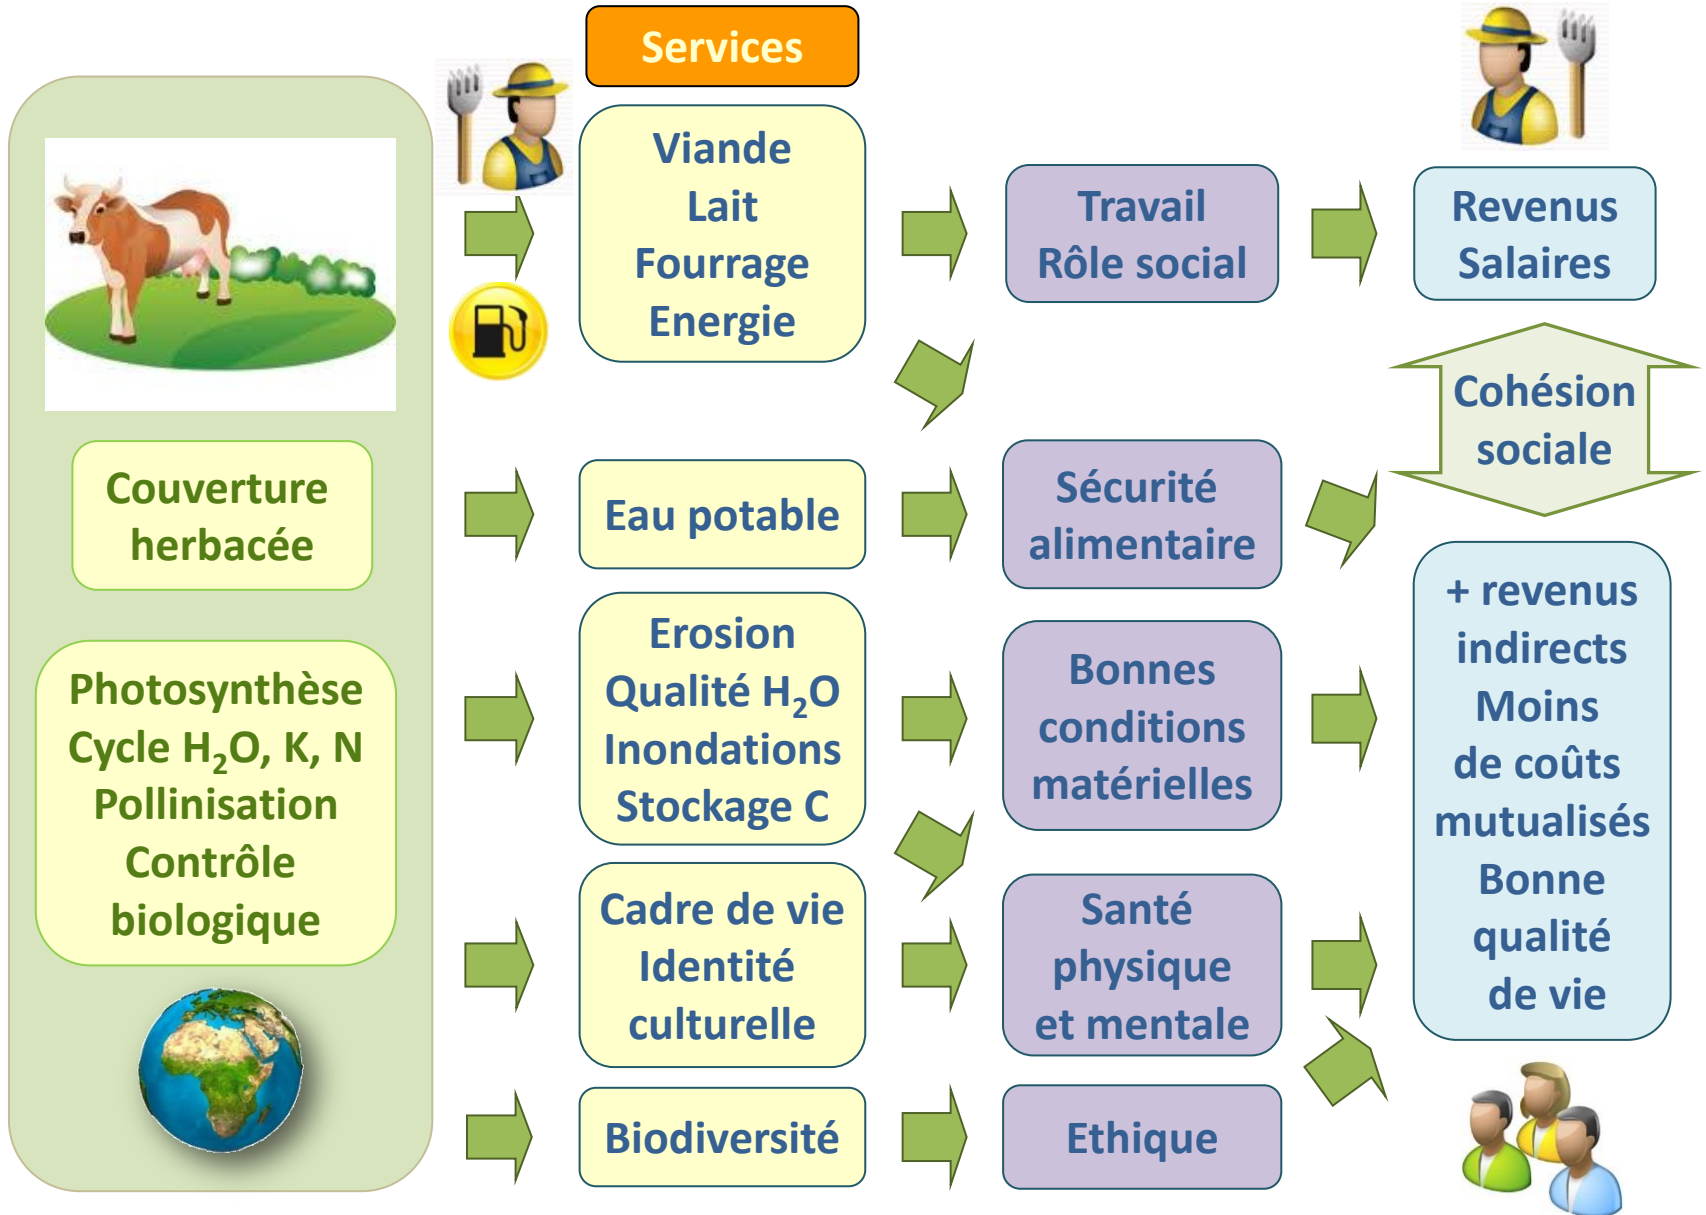 Services
Couverture
herbacée
Photosynthèse
Cycle H₂O, K, N
Pollinisation
Contrôle
biologique
Viande
Lait
Fourrage
Energie
Eau potable
Erosion
Qualité H₂O
Inondations
Stockage C
Cadre de vie
Identité
culturelle
Biodiversité
Travail
Rôle social
Sécurité
alimentaire
Bonnes
conditions
matérielles
Santé
physique
et mentale
Ethique
Revenus
Salaires
Cohésion
sociale
+ revenus
indirects
Moins
de coûts
mutualisés
Bonne
qualité
de vie